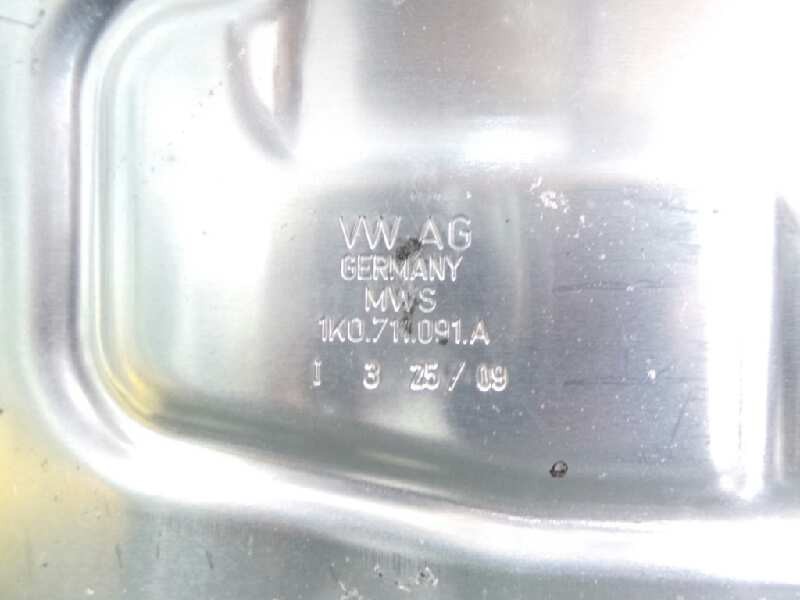 VW AG
GERMANY
MWS
1K0.711.091.A
I 3 25/09